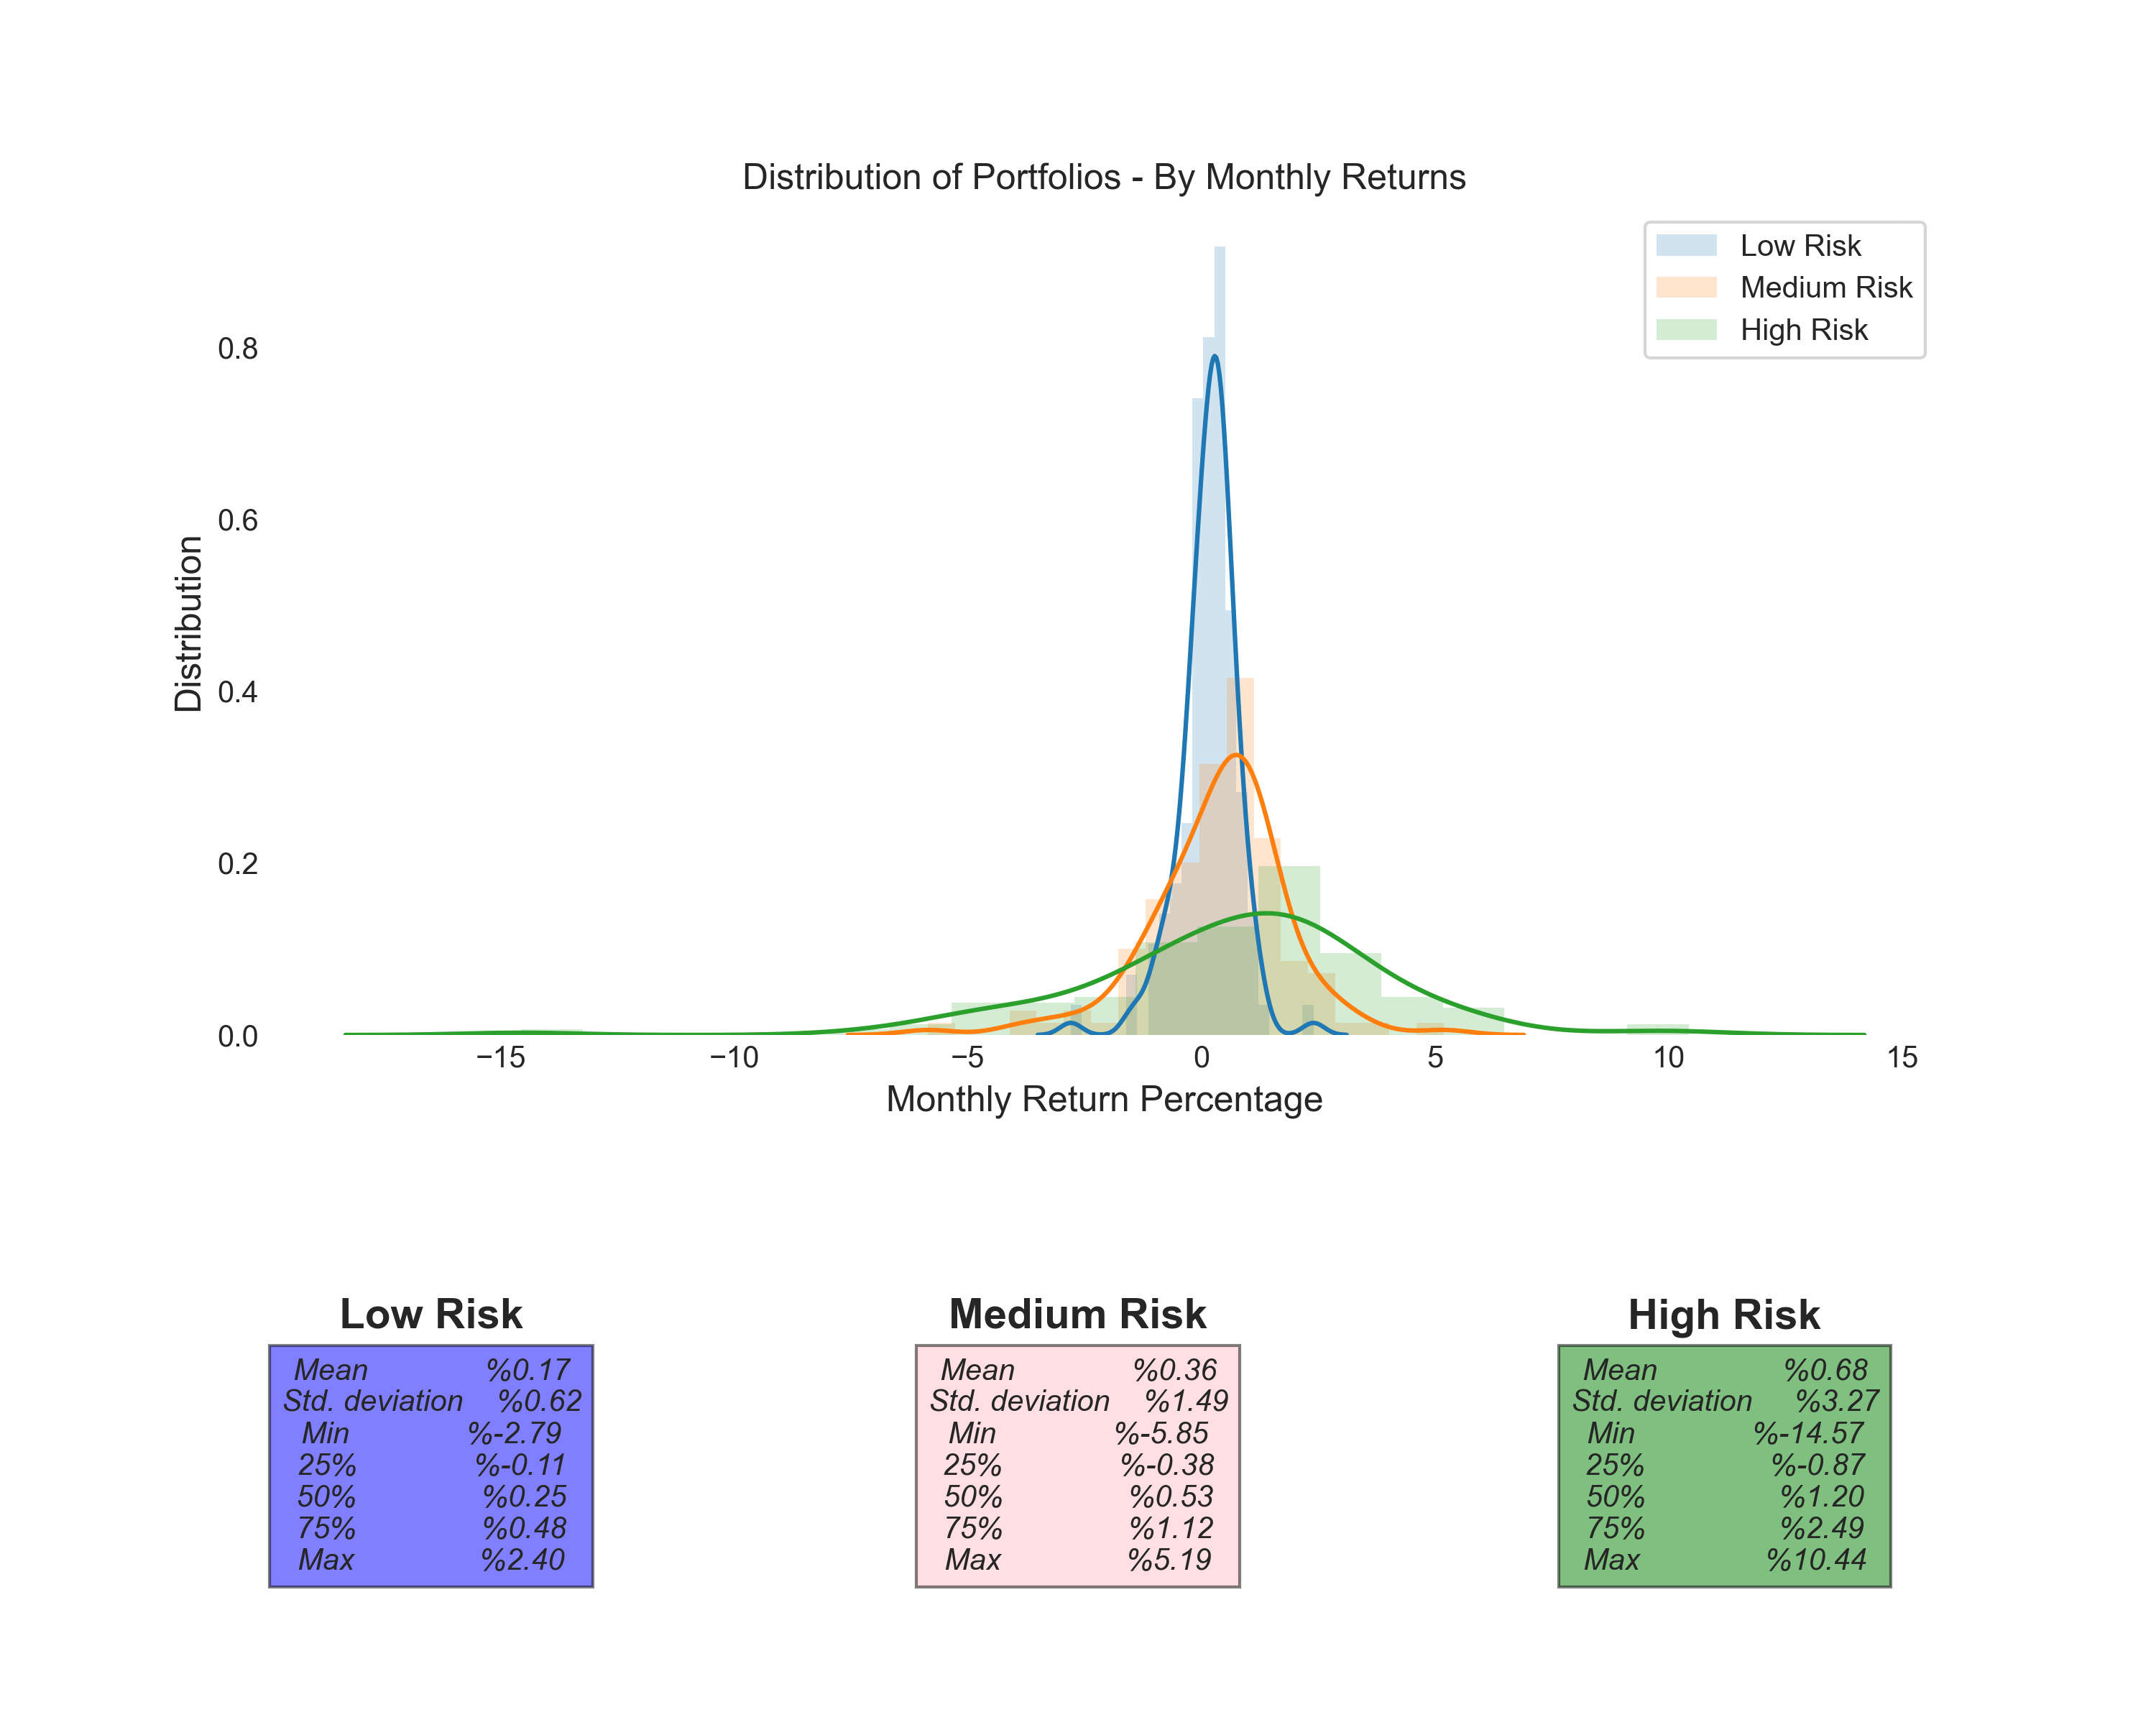 Distribution of Portfolios - By Monthly Returns
Low Risk
Medium Risk
High Risk
0.8
0.6
0.4
0.2
0.0
Distribution
−15 −10 −5 0 5 10 15
Monthly Return Percentage
Low Risk
Mean %0.17
Std. deviation %0.62
Min %-2.79
25% %-0.11
50% %0.25
75% %0.48
Max %2.40
Medium Risk
Mean %0.36
Std. deviation %1.49
Min %-5.85
25% %-0.38
50% %0.53
75% %1.12
Max %5.19
High Risk
Mean %0.68
Std. deviation %3.27
Min %-14.57
25% %-0.87
50% %1.20
75% %2.49
Max %10.44